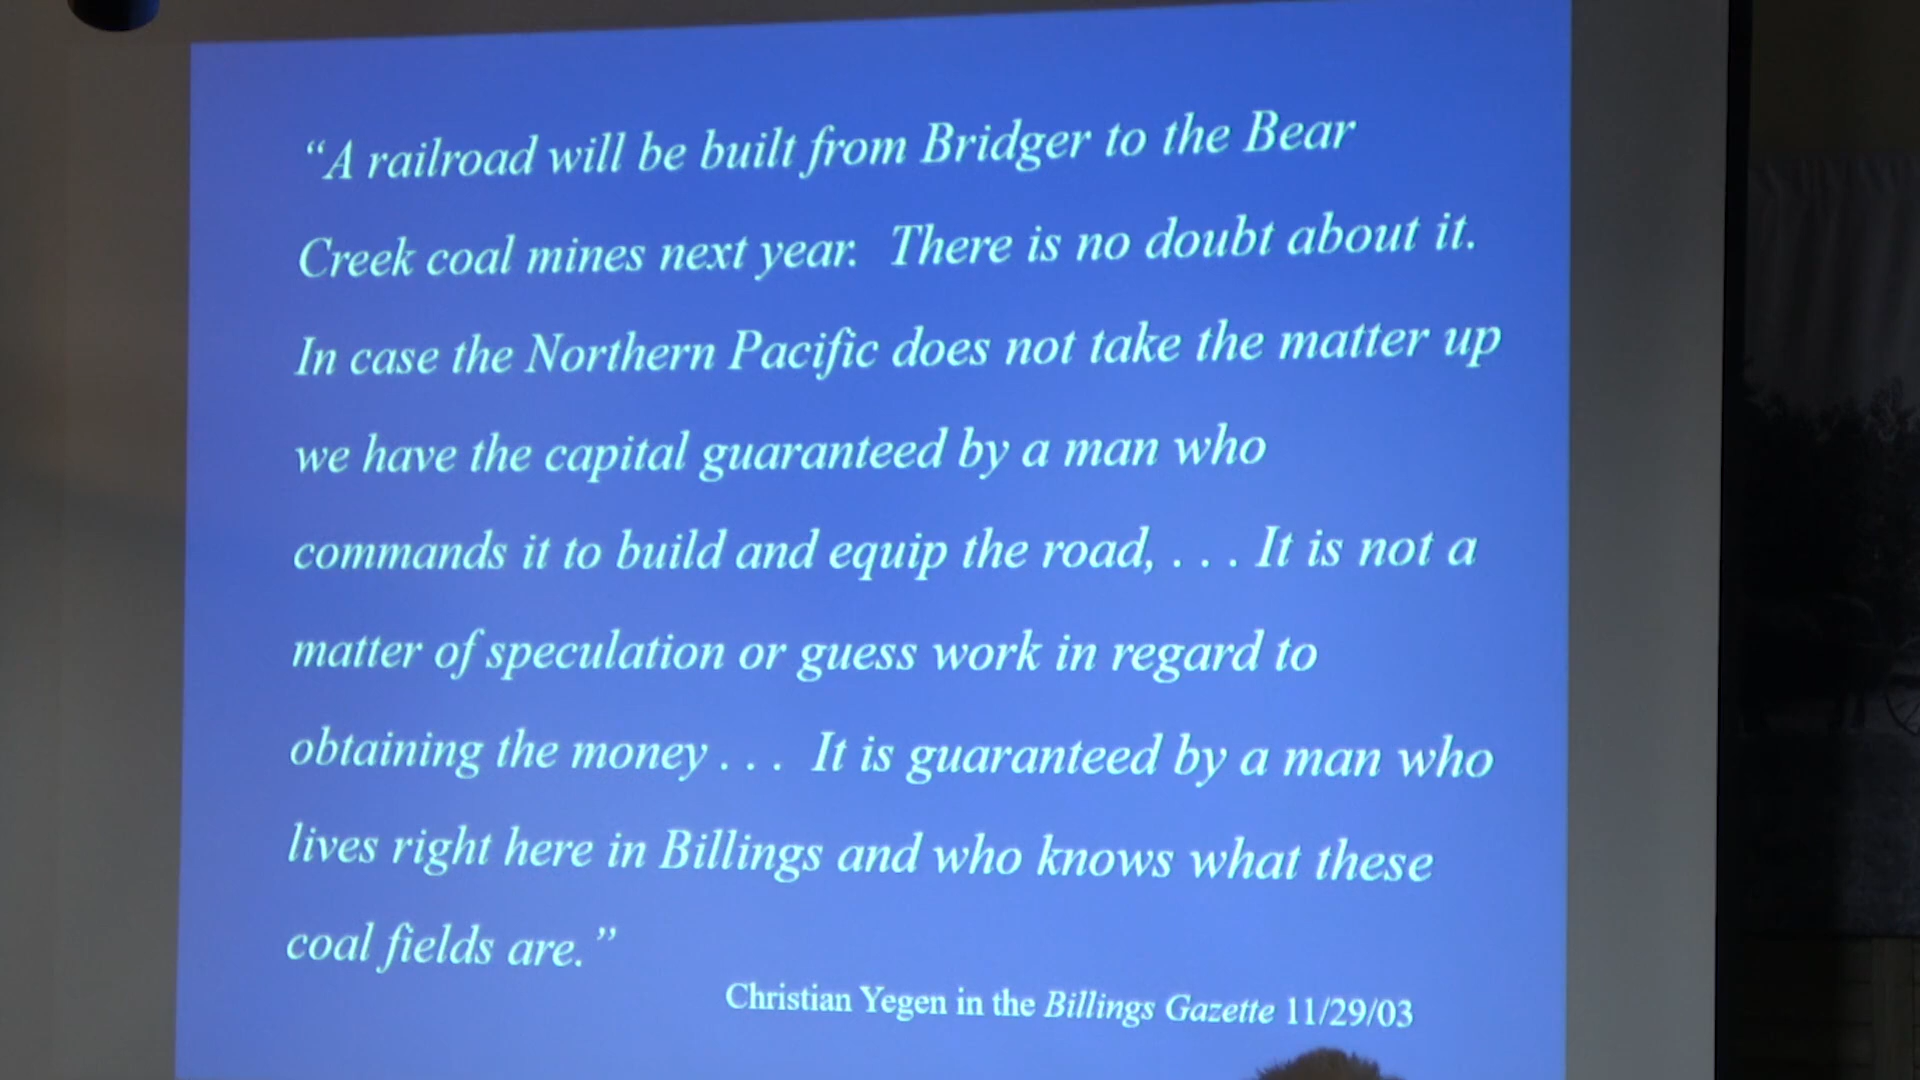 “A railroad will be built from Bridger to the Bear
Creek coal mines next year.  There is no doubt about it.
In case the Northern Pacific does not take the matter up
we have the capital guaranteed by a man who
commands it to build and equip the road, . . . It is not a
matter of speculation or guess work in regard to
obtaining the money . . .  It is guaranteed by a man who
lives right here in Billings and who knows what these
coal fields are.”
Christian Yegen in the Billings Gazette 11/29/03